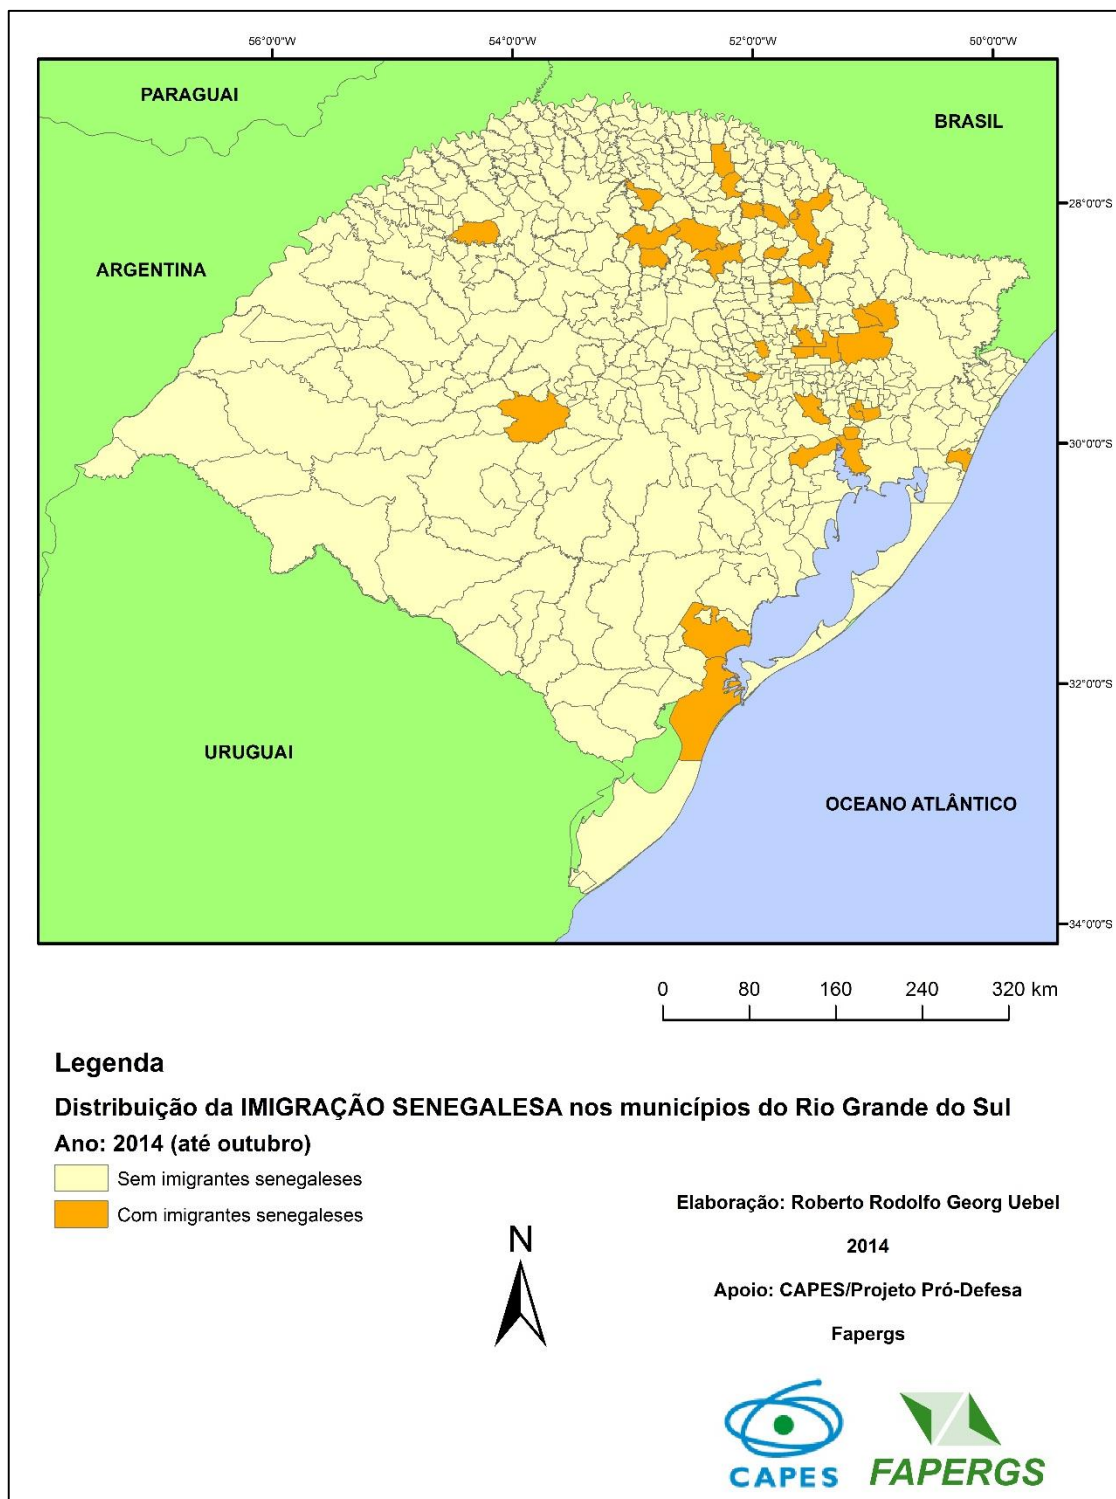 56°0'0"W
54°0'0"W
52°0'0"W
50°0'0"W
PARAGUAI
BRASIL
28°0'0"S
ARGENTINA
30°0'0"S
32°0'0"S
URUGUAI
OCEANO ATLÂNTICO
34°0'0"S
0 80 160 240 320 km
Legenda
Distribuição da IMIGRAÇÃO SENEGALESA nos municípios do Rio Grande do Sul
Ano: 2014 (até outubro)
Sem imigrantes senegaleses
Com imigrantes senegaleses
Elaboração: Roberto Rodolfo Georg Uebel
2014
Apoio: CAPES/Projeto Pró-Defesa
Fapergs
N
CAPES
FAPERGS